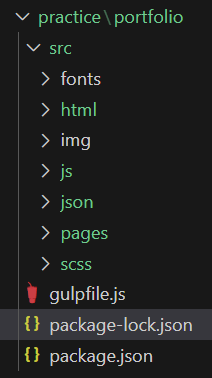 practice\portfolio
src
fonts
html
img
js
json
pages
scss
gulpfile.js
{ } package-lock.json
{ } package.json